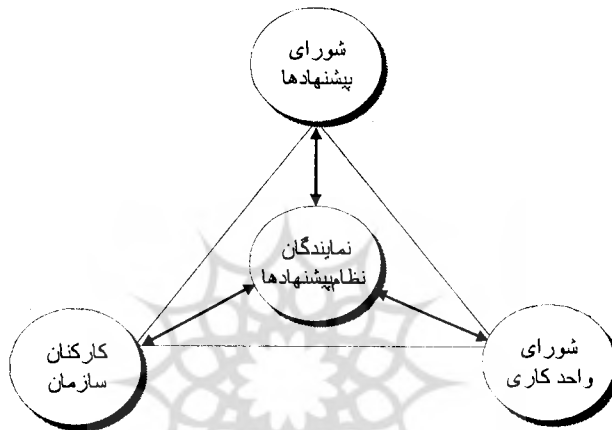 شورای
پیشنهادها
نمایندگان
نظام‌پیشنهادها
شورای
واحد کاری
کارکنان
سازمان